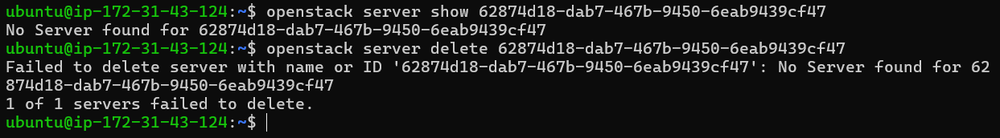 ubuntu@ip-172-31-43-124:~$ openstack server show 62874d18-dab7-467b-9450-6eab9439cf47
No Server found for 62874d18-dab7-467b-9450-6eab9439cf47
ubuntu@ip-172-31-43-124:~$ openstack server delete 62874d18-dab7-467b-9450-6eab9439cf47
Failed to delete server with name or ID '62874d18-dab7-467b-9450-6eab9439cf47': No Server found for 62
874d18-dab7-467b-9450-6eab9439cf47
1 of 1 servers failed to delete.
ubuntu@ip-172-31-43-124:~$